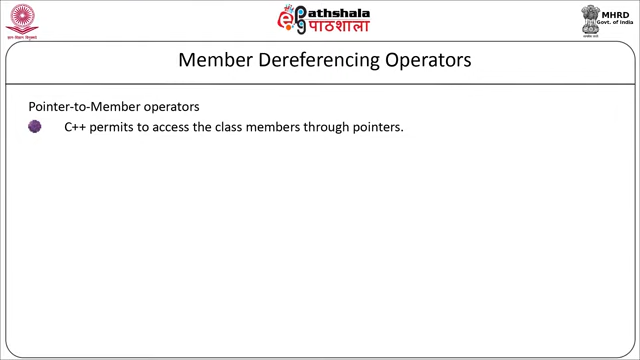 Pathshala
पाठशाला
MHRD
Govt. of India
Member Dereferencing Operators
Pointer-to-Member operators
C++ permits to access the class members through pointers.